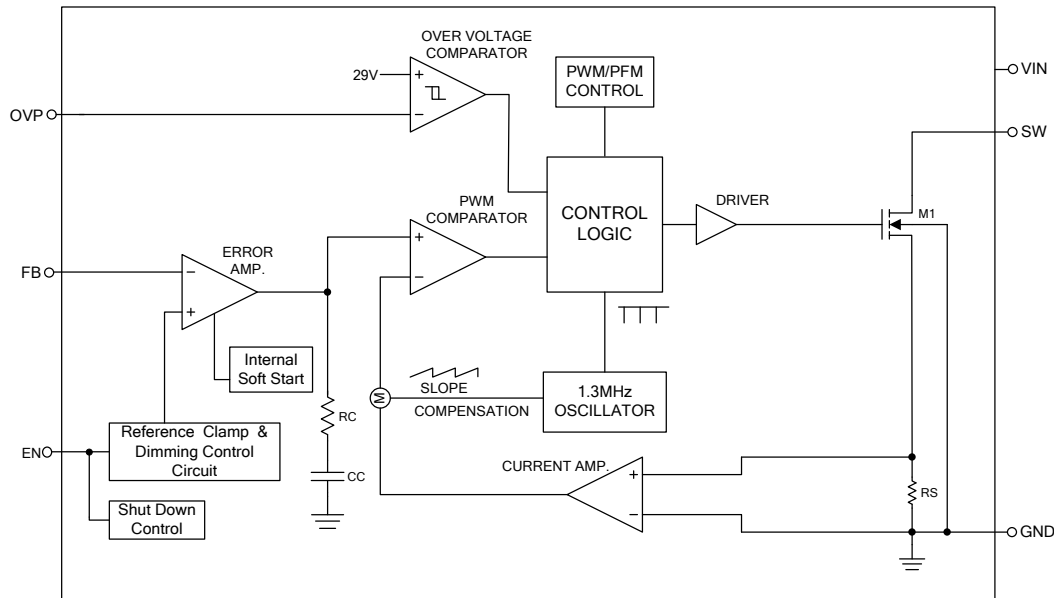 OVER VOLTAGE
COMPARATOR
29V
+
−
OVP
PWM/PFM
CONTROL
VIN
SW
PWM
COMPARATOR
+
−
CONTROL
LOGIC
DRIVER
M1
ERROR
AMP.
FB
−
+
Internal
Soft Start
SLOPE
COMPENSATION
M
1.3MHz
OSCILLATOR
RC
EN
Reference Clamp &
Dimming Control
Circuit
CC
CURRENT AMP.
+
−
RS
Shut Down
Control
GND